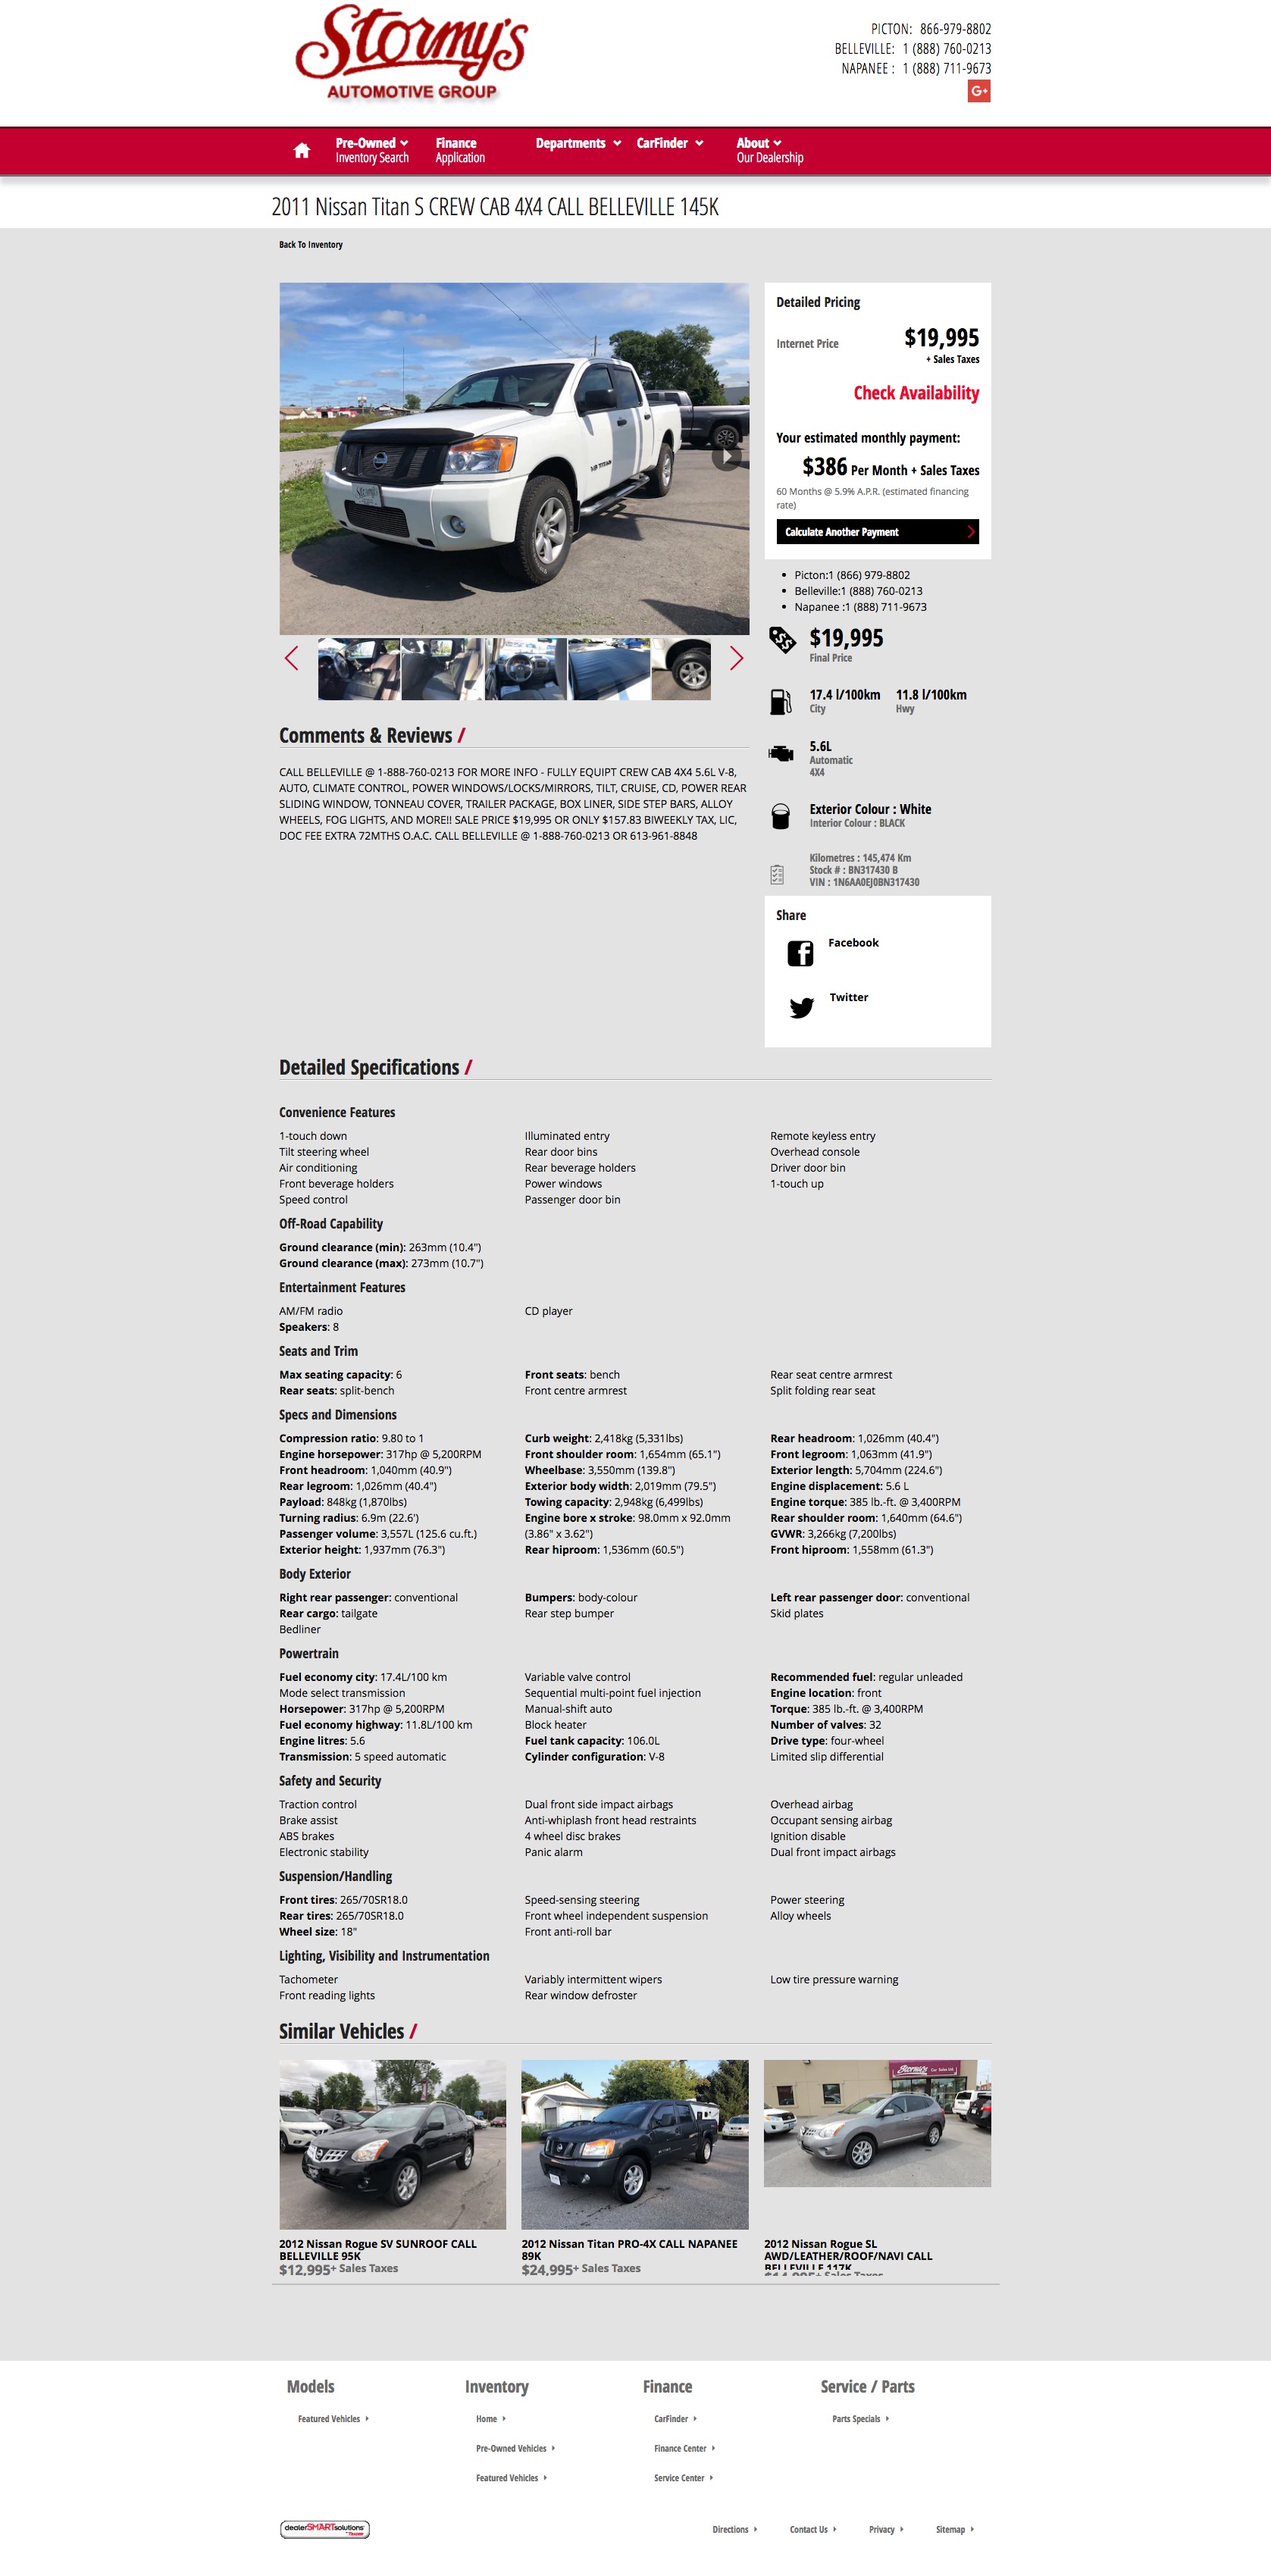 Stormy's
AUTOMOTIVE GROUP
PICTON: 866-979-8802
BELLEVILLE: 1 (888) 760-0213
NAPANEE : 1 (888) 711-9673
G+
Pre-Owned
Inventory Search
Finance
Application
Departments
CarFinder
About
Our Dealership
2011 Nissan Titan S CREW CAB 4X4 CALL BELLEVILLE 145K
Back To Inventory
Stormy's
Detailed Pricing
Internet Price $19,995
+ Sales Taxes
Check Availability
Your estimated monthly payment:
$386 Per Month + Sales Taxes
60 Months @ 5.9% A.P.R. (estimated financing
rate)
Calculate Another Payment
Picton:1 (866) 979-8802
Belleville:1 (888) 760-0213
Napanee :1 (888) 711-9673
$19,995
Final Price
17.4 l/100km 11.8 l/100km
City Hwy
5.6L
Automatic
4X4
Exterior Colour : White
Interior Colour : BLACK
Kilometres : 145,474 Km
Stock # : BN317430 B
VIN : 1N6AA0EJ0BN317430
Share
Facebook
Twitter
Comments & Reviews /
CALL BELLEVILLE @ 1-888-760-0213 FOR MORE INFO - FULLY EQUIPT CREW CAB 4X4 5.6L V-8,
AUTO, CLIMATE CONTROL, POWER WINDOWS/LOCKS/MIRRORS, TILT, CRUISE, CD, POWER REAR
SLIDING WINDOW, TONNEAU COVER, TRAILER PACKAGE, BOX LINER, SIDE STEP BARS, ALLOY
WHEELS, FOG LIGHTS, AND MORE!! SALE PRICE $19,995 OR ONLY $157.83 BIWEEKLY TAX, LIC,
DOC FEE EXTRA 72MTHS O.A.C. CALL BELLEVILLE @ 1-888-760-0213 OR 613-961-8848
Detailed Specifications /
Convenience Features
1-touch down Illuminated entry Remote keyless entry
Tilt steering wheel Rear door bins Overhead console
Air conditioning Rear beverage holders Driver door bin
Front beverage holders Power windows 1-touch up
Speed control Passenger door bin
Off-Road Capability
Ground clearance (min): 263mm (10.4")
Ground clearance (max): 273mm (10.7")
Entertainment Features
AM/FM radio CD player
Speakers: 8
Seats and Trim
Max seating capacity: 6 Front seats: bench Rear seat centre armrest
Rear seats: split-bench Front centre armrest Split folding rear seat
Specs and Dimensions
Compression ratio: 9.80 to 1 Curb weight: 2,418kg (5,331lbs) Rear headroom: 1,026mm (40.4")
Engine horsepower: 317hp @ 5,200RPM Front shoulder room: 1,654mm (65.1") Front legroom: 1,063mm (41.9")
Front headroom: 1,040mm (40.9") Wheelbase: 3,550mm (139.8") Exterior length: 5,704mm (224.6")
Rear legroom: 1,026mm (40.4") Exterior body width: 2,019mm (79.5") Engine displacement: 5.6 L
Payload: 848kg (1,870lbs) Towing capacity: 2,948kg (6,499lbs) Engine torque: 385 lb.-ft. @ 3,400RPM
Turning radius: 6.9m (22.6') Engine bore x stroke: 98.0mm x 92.0mm Rear shoulder room: 1,640mm (64.6")
Passenger volume: 3,557L (125.6 cu.ft.) (3.86" x 3.62") GVWR: 3,266kg (7,200lbs)
Exterior height: 1,937mm (76.3") Rear hiproom: 1,536mm (60.5") Front hiproom: 1,558mm (61.3")
Body Exterior
Right rear passenger: conventional Bumpers: body-colour Left rear passenger door: conventional
Rear cargo: tailgate Rear step bumper Skid plates
Bedliner
Powertrain
Fuel economy city: 17.4L/100 km Variable valve control Recommended fuel: regular unleaded
Mode select transmission Sequential multi-point fuel injection Engine location: front
Horsepower: 317hp @ 5,200RPM Manual-shift auto Torque: 385 lb.-ft. @ 3,400RPM
Fuel economy highway: 11.8L/100 km Block heater Number of valves: 32
Engine litres: 5.6 Fuel tank capacity: 106.0L Drive type: four-wheel
Transmission: 5 speed automatic Cylinder configuration: V-8 Limited slip differential
Safety and Security
Traction control Dual front side impact airbags Overhead airbag
Brake assist Anti-whiplash front head restraints Occupant sensing airbag
ABS brakes 4 wheel disc brakes Ignition disable
Electronic stability Panic alarm Dual front impact airbags
Suspension/Handling
Front tires: 265/70SR18.0 Speed-sensing steering Power steering
Rear tires: 265/70SR18.0 Front wheel independent suspension Alloy wheels
Wheel size: 18" Front anti-roll bar
Lighting, Visibility and Instrumentation
Tachometer Variably intermittent wipers Low tire pressure warning
Front reading lights Rear window defroster
Similar Vehicles /
Stormy's Car Sales
2012 Nissan Rogue SV SUNROOF CALL
BELLEVILLE 95K
$12,995+ Sales Taxes
2012 Nissan Titan PRO-4X CALL NAPANEE
89K
$24,995+ Sales Taxes
2012 Nissan Rogue SL
AWD/LEATHER/ROOF/NAVI CALL
BELLEVILLE 117K
$14,995+ Sales Taxes
Models Inventory Finance Service / Parts
Featured Vehicles Home CarFinder Parts Specials
Pre-Owned Vehicles Finance Center
Featured Vehicles Service Center
dealerSMARTsolutions
Directions Contact Us Privacy Sitemap